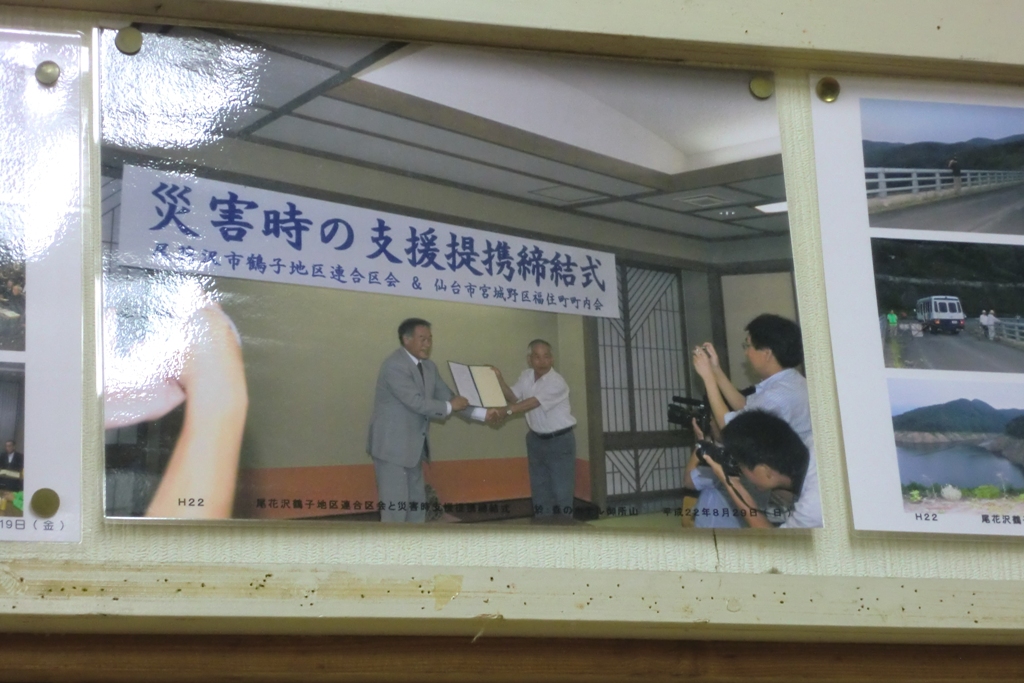 災害時の支援提携締結式
尾花沢市鶴子地区連合区会 & 仙台市宮城野区福住町町内会
19日(金)
H22
尾花沢鶴子地区連合区会と災害時支援 締結式
平成22年8月29日(日)
H22
尾花沢鶴